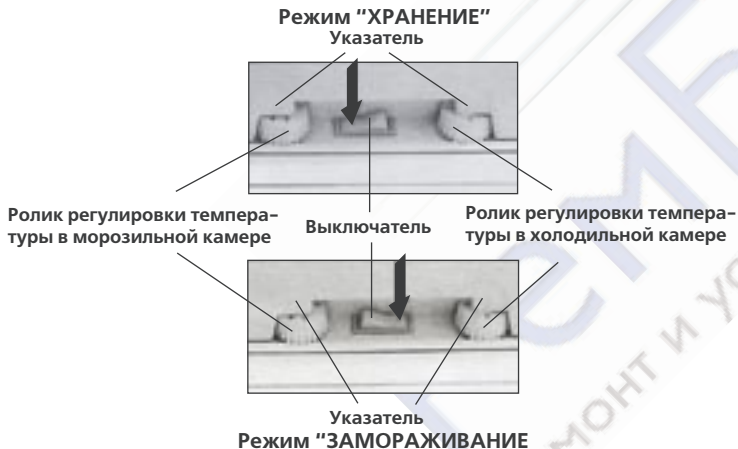 Режим "ХРАНЕНИЕ"
Указатель
Ролик регулировки темпера-
туры в морозильной камере
Выключатель
Ролик регулировки темпера-
туры в холодильной камере
Указатель
Режим "ЗАМОРАЖИВАНИЕ